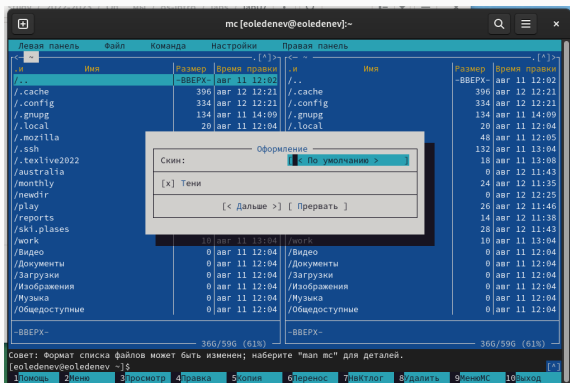 mc [eoledenev@eoledenev]:~
Левая панель Файл Команда Настройки Правая панель
<- ~ .[^]> <- ~ .[^]>
.и Имя Размер Время правки .и Имя Размер Время правки
/.. -ВВЕРХ- авг 11 12:02 /.. -ВВЕРХ- авг 11 12:02
/.cache 396 авг 12 12:21 /.cache 396 авг 12 12:21
/.config 334 авг 12 12:21 /.config 334 авг 12 12:21
/.gnupg 134 авг 11 14:09 /.gnupg 134 авг 11 14:09
/.local 20 авг 11 12:04 /.local 20 авг 11 12:04
/.mozilla 48 авг 11 12:05
/.ssh 132 авг 11 13:04
/.texlive2022 18 авг 11 13:08
/australia 0 авг 12 11:43
/monthly 24 авг 12 11:35
/newdir 0 авг 12 12:25
/play 26 авг 12 11:46
/reports 14 авг 12 11:38
/ski.plases 28 авг 12 11:43
Оформление
Скин: [ < По умолчанию > ]
[x] Тени
[< Дальше >] [ Прервать ]
/work 10 авг 11 13:04 /work 10 авг 11 13:04
/Видео 0 авг 11 12:04 /Видео 0 авг 11 12:04
/Документы 0 авг 11 12:04 /Документы 0 авг 11 12:04
/Загрузки 0 авг 11 12:04 /Загрузки 0 авг 11 12:04
/Изображения 0 авг 11 12:04 /Изображения 0 авг 11 12:04
/Музыка 0 авг 11 12:04 /Музыка 0 авг 11 12:04
/Общедоступные 0 авг 11 12:04 /Общедоступные 0 авг 11 12:04
-ВВЕРХ- -ВВЕРХ-
36G/59G (61%) 36G/59G (61%)
Совет: Формат списка файлов может быть изменен; наберите "man mc" для деталей.
[eoledenev@eoledenev ~]$ [^]
1Помощь 2Меню 3Просмотр 4Правка 5Копия 6Перенос 7НвКтлог 8Удалить 9МенюMC 10Выход